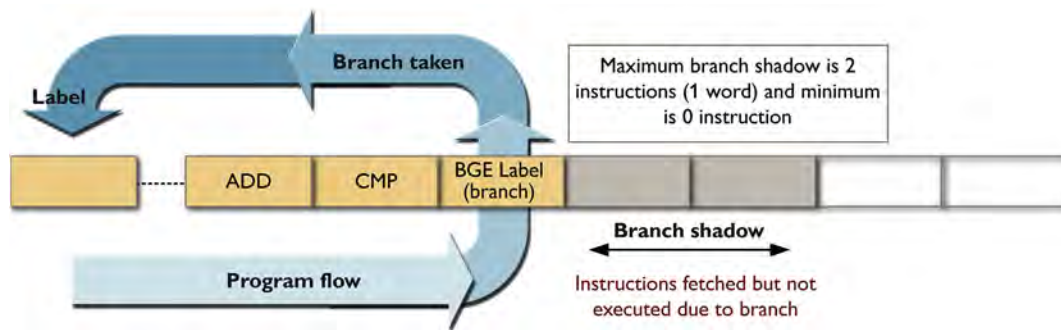 Branch taken
Label
Maximum branch shadow is 2
instructions (1 word) and minimum
is 0 instruction
ADD
CMP
BGE Label
(branch)
Branch shadow
Program flow
Instructions fetched but not
executed due to branch